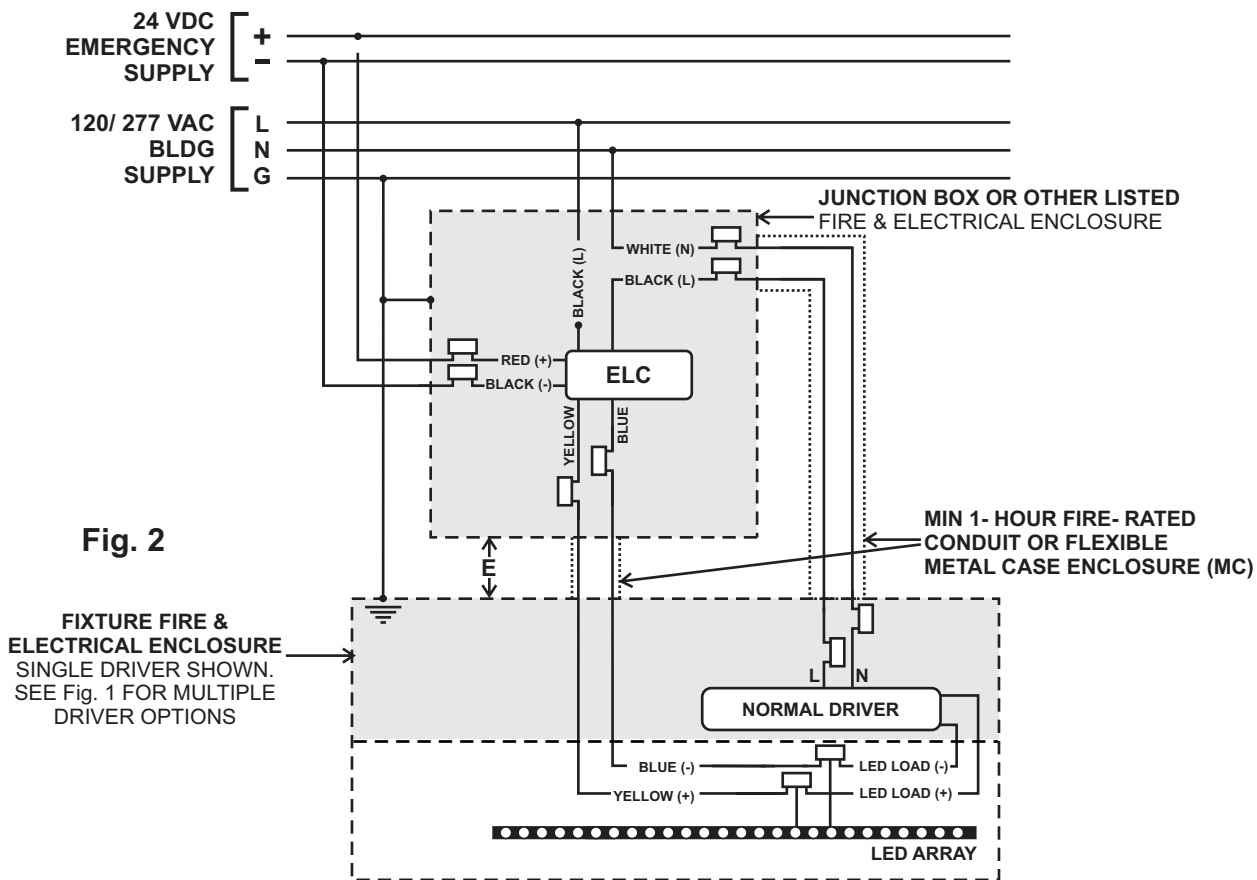 24 VDC
EMERGENCY
SUPPLY
+
-
120/ 277 VAC
BLDG
SUPPLY
L
N
G
JUNCTION BOX OR OTHER LISTED
FIRE & ELECTRICAL ENCLOSURE
WHITE (N)
BLACK (L)
BLACK (L)
RED (+)
BLACK (-)
ELC
YELLOW
BLUE
Fig. 2
E
MIN 1- HOUR FIRE- RATED
CONDUIT OR FLEXIBLE
METAL CASE ENCLOSURE (MC)
FIXTURE FIRE &
ELECTRICAL ENCLOSURE
SINGLE DRIVER SHOWN.
SEE Fig. 1 FOR MULTIPLE
DRIVER OPTIONS
L
N
NORMAL DRIVER
BLUE (-)
LED LOAD (-)
YELLOW (+)
LED LOAD (+)
LED ARRAY